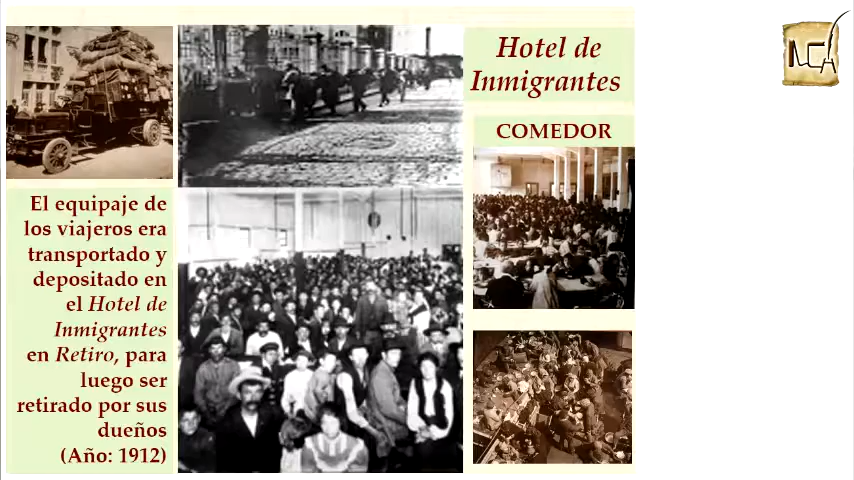 Hotel de
Inmigrantes
COMEDOR
El equipaje de
los viajeros era
transportado y
depositado en
el Hotel de
Inmigrantes
en Retiro, para
luego ser
retirado por sus
dueños
(Año: 1912)